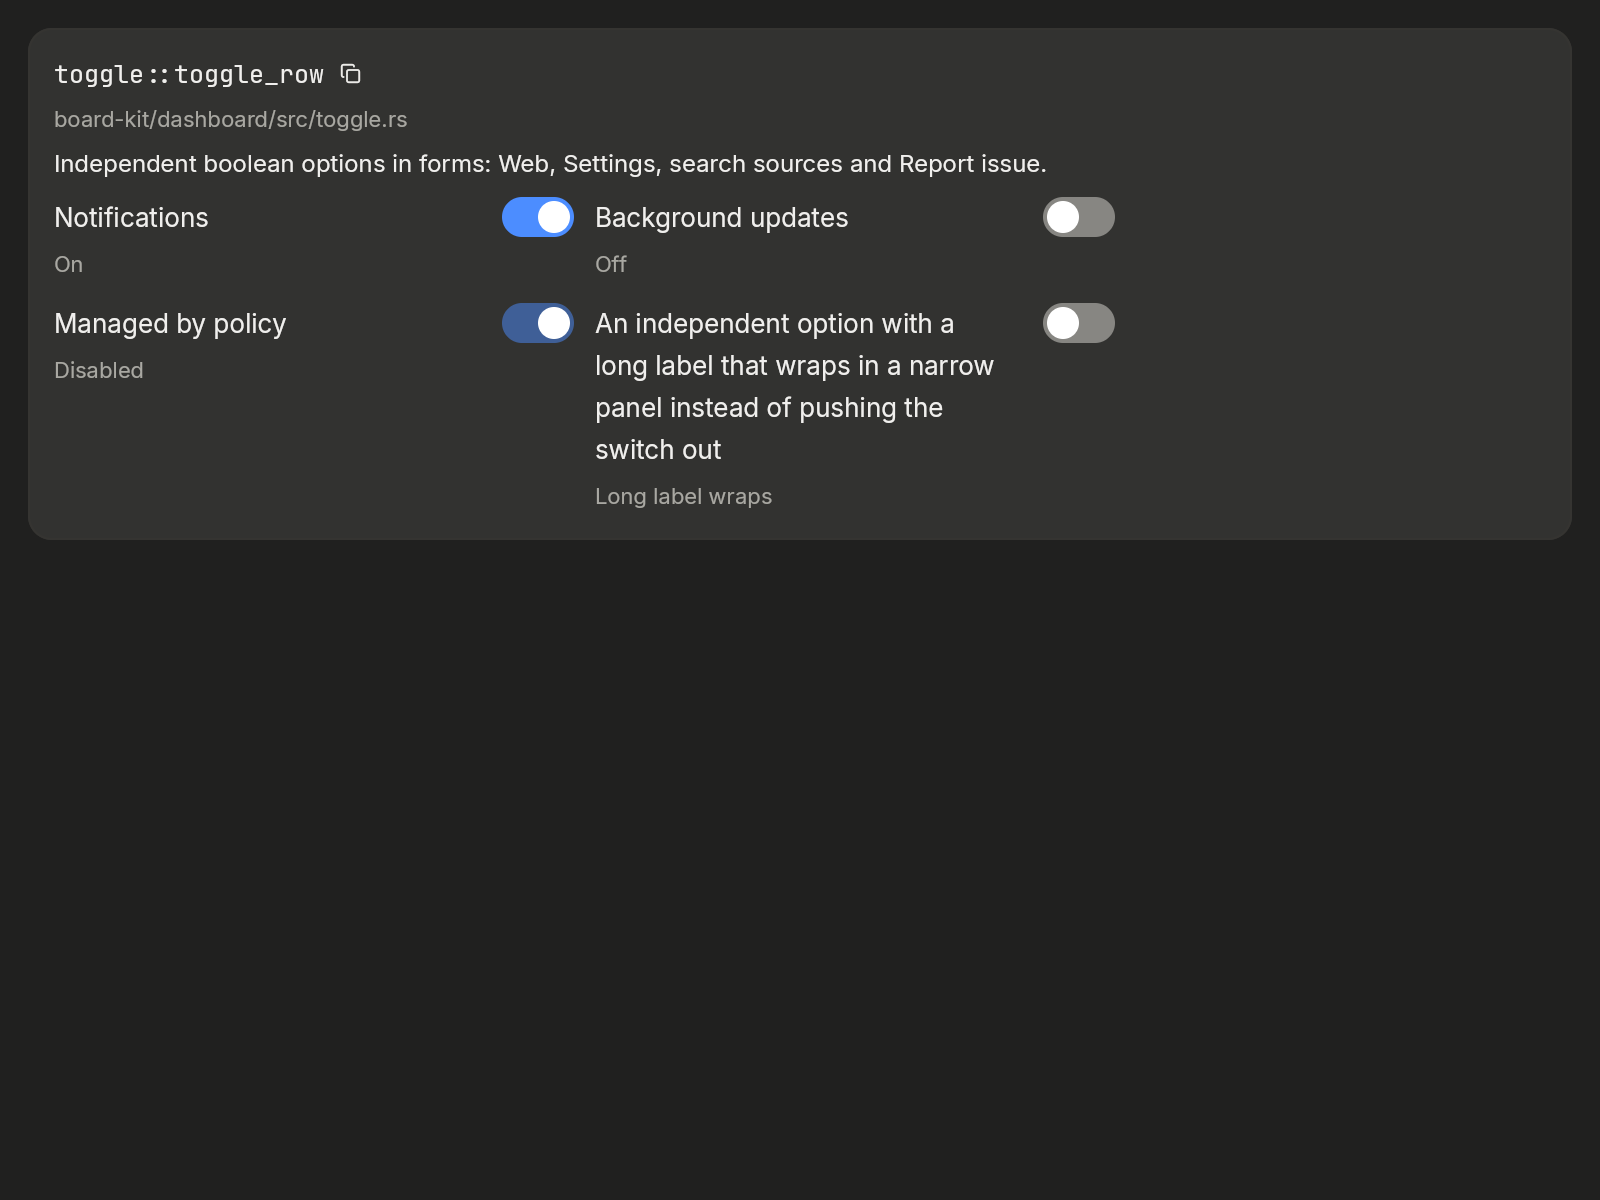 toggle::toggle_row
board-kit/dashboard/src/toggle.rs
Independent boolean options in forms: Web, Settings, search sources and Report issue.
Notifications
On
Background updates
Off
Managed by policy
Disabled
An independent option with a
long label that wraps in a narrow
panel instead of pushing the
switch out
Long label wraps